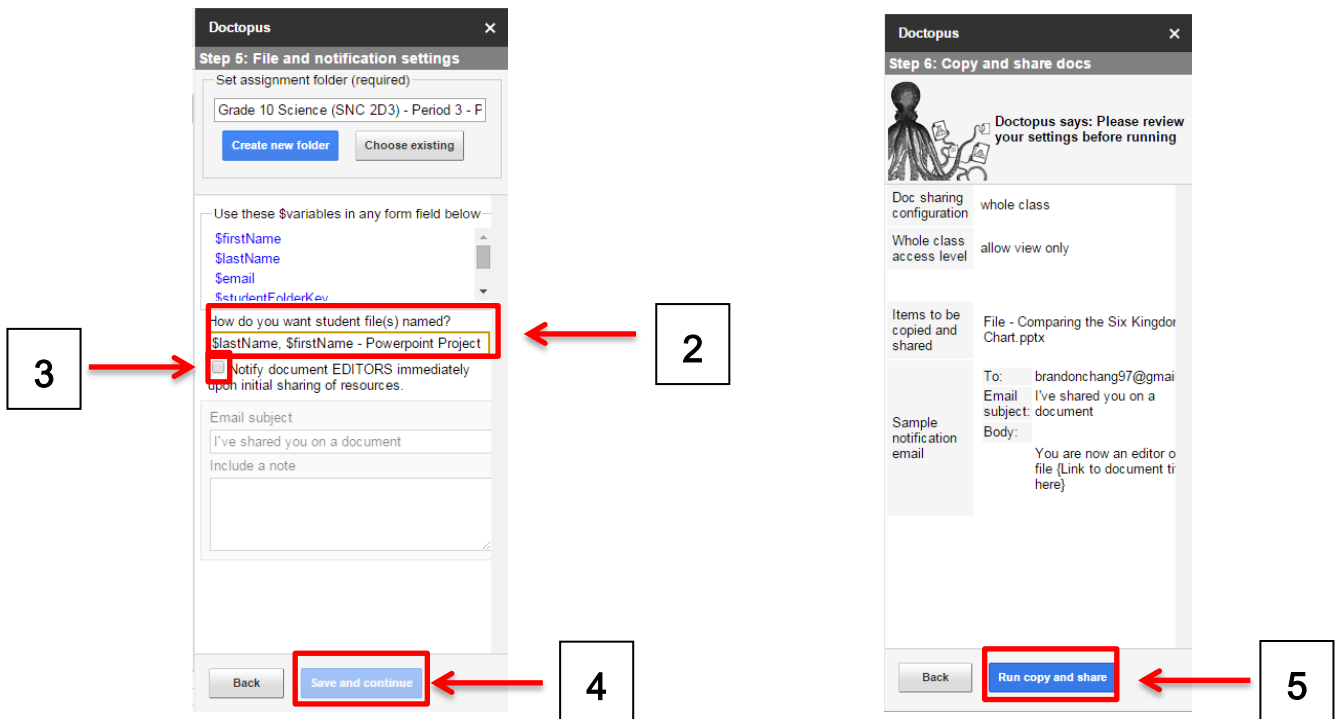 Doctopus ×
Step 5: File and notification settings
Set assignment folder (required)
Grade 10 Science (SNC 2D3) - Period 3 - F
Create new folder Choose existing
Use these $variables in any form field below
$firstName
$lastName
$email
$studentFolderKey
How do you want student file(s) named?
$lastName, $firstName - Powerpoint Project
Notify document EDITORS immediately
upon initial sharing of resources.
Email subject
I've shared you on a document
Include a note
Back Save and continue
3
2
4
Doctopus ×
Step 6: Copy and share docs
Doctopus says: Please review
your settings before running
Doc sharing
configuration
whole class
Whole class
access level
allow view only
Items to be
copied and
shared
File - Comparing the Six Kingdor
Chart.pptx
Sample
notification
email
To: brandonchang97@gmai
Email subject: I've shared you on a
document
Body:
You are now an editor o
file {Link to document ti
here}
Back Run copy and share
5